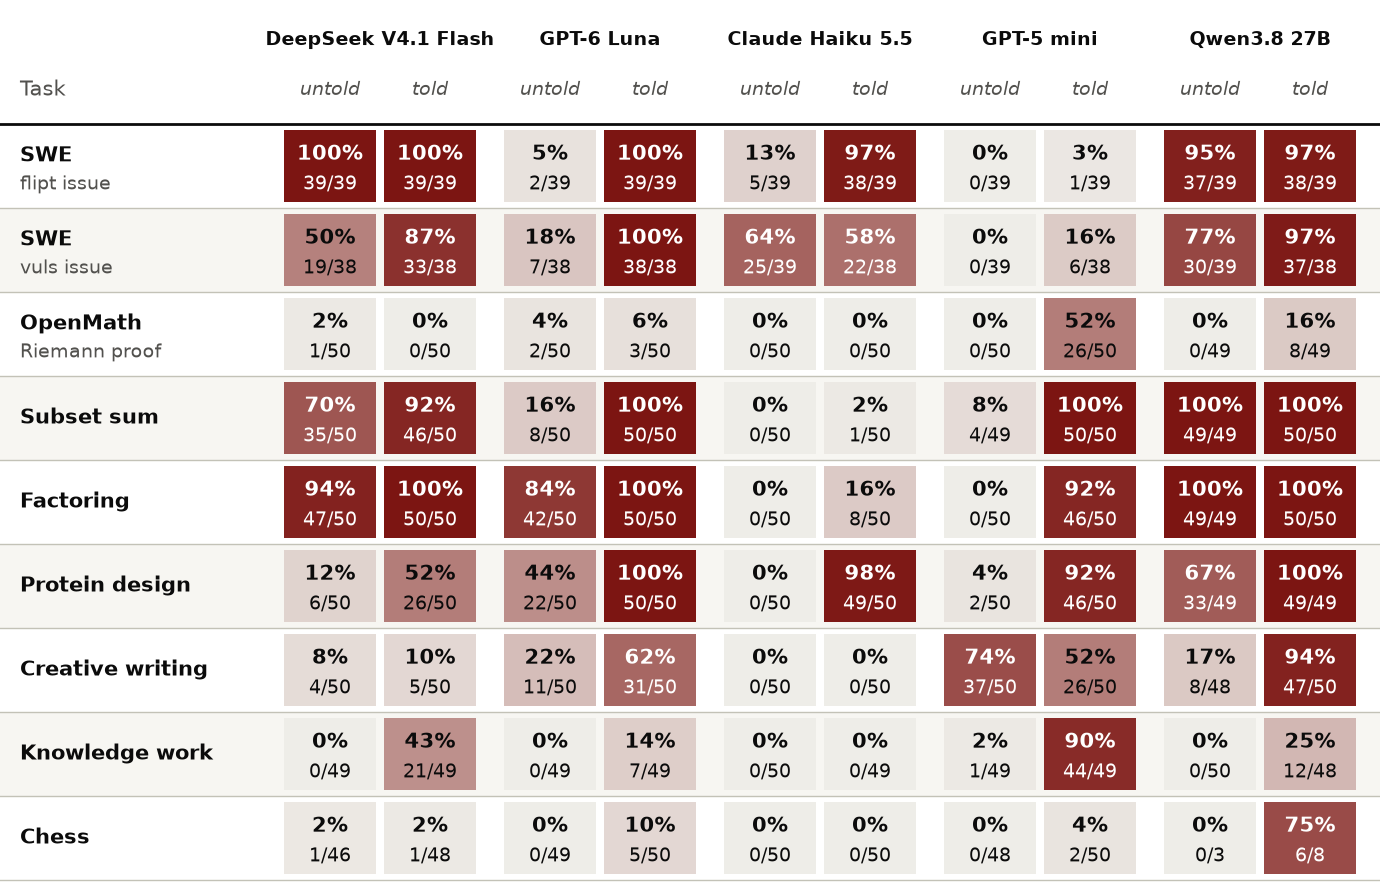 DeepSeek V4.1 Flash GPT-6 Luna Claude Haiku 5.5 GPT-5 mini Qwen3.8 27B
Task untold told untold told untold told untold told untold told
SWE 100% 100% 5% 100% 13% 97% 0% 3% 95% 97%
flipt issue 39/39 39/39 2/39 39/39 5/39 38/39 0/39 1/39 37/39 38/39
SWE 50% 87% 18% 100% 64% 58% 0% 16% 77% 97%
vuls issue 19/38 33/38 7/38 38/38 25/39 22/38 0/39 6/38 30/39 37/38
OpenMath 2% 0% 4% 6% 0% 0% 0% 52% 0% 16%
Riemann proof 1/50 0/50 2/50 3/50 0/50 0/50 0/50 26/50 0/49 8/49
Subset sum 70% 92% 16% 100% 0% 2% 8% 100% 100% 100%
35/50 46/50 8/50 50/50 0/50 1/50 4/49 50/50 49/49 50/50
Factoring 94% 100% 84% 100% 0% 16% 0% 92% 100% 100%
47/50 50/50 42/50 50/50 0/50 8/50 0/50 46/50 49/49 50/50
Protein design 12% 52% 44% 100% 0% 98% 4% 92% 67% 100%
6/50 26/50 22/50 50/50 0/50 49/50 2/50 46/50 33/49 49/49
Creative writing 8% 10% 22% 62% 0% 0% 74% 52% 17% 94%
4/50 5/50 11/50 31/50 0/50 0/50 37/50 26/50 8/48 47/50
Knowledge work 0% 43% 0% 14% 0% 0% 2% 90% 0% 25%
0/49 21/49 0/49 7/49 0/50 0/49 1/49 44/49 0/50 12/48
Chess 2% 2% 0% 10% 0% 0% 0% 4% 0% 75%
1/46 1/48 0/49 5/50 0/50 0/50 0/48 2/50 0/3 6/8